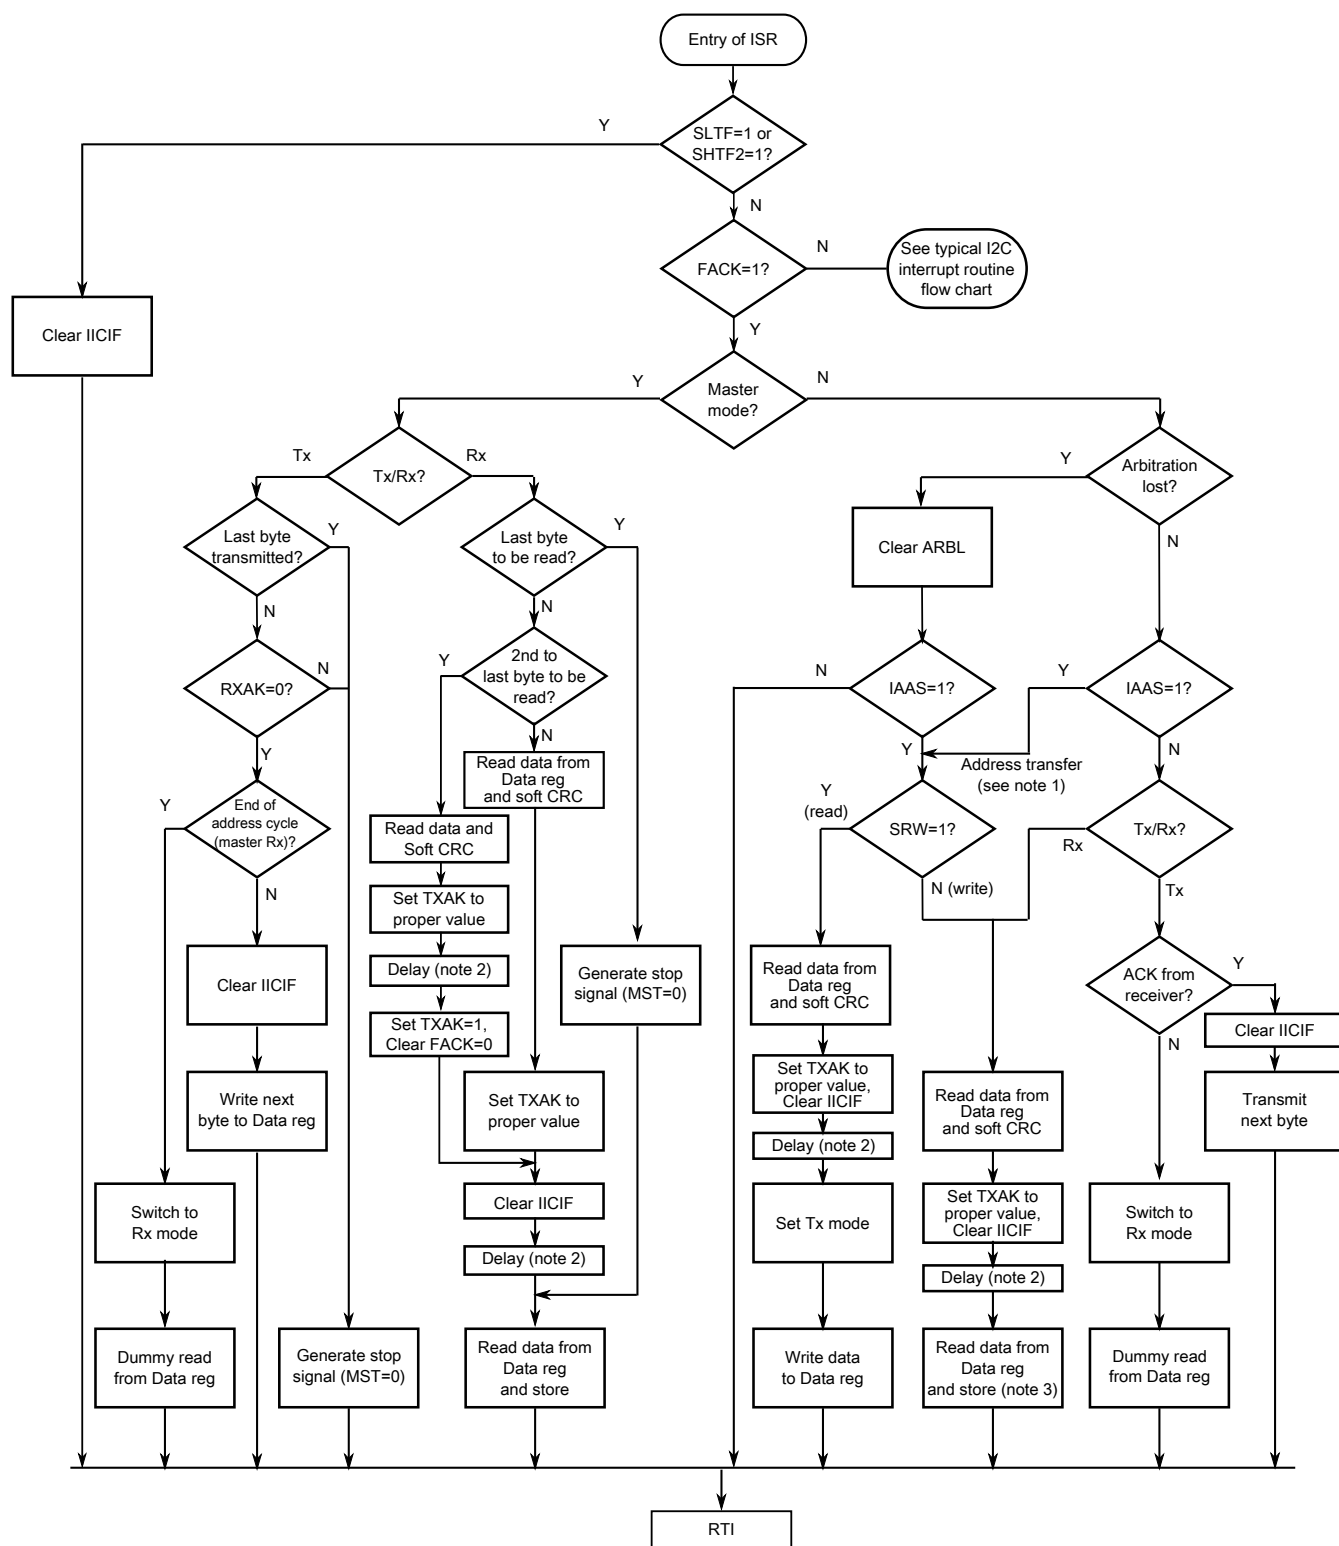 Entry of ISR
Y
SLTF=1 or
SHTF2=1?
N
FACK=1?
N
See typical I2C
interrupt routine
flow chart
Clear IICIF
Y
Y
Master
mode?
N
Tx
Tx/Rx?
Rx
Y
Arbitration
lost?
Last byte
transmitted?
Y
Last byte
to be read?
Y
Clear ARBL
N
N
N
RXAK=0?
N
Y
2nd to
last byte to be
read?
N
IAAS=1?
Y
IAAS=1?
Y
N
Read data from
Data reg
and soft CRC
Y
Address transfer
(see note 1)
N
Y
End of
address cycle
(master Rx)?
Read data and
Soft CRC
Y
(read)
SRW=1?
Rx
Tx/Rx?
N
Set TXAK to
proper value
N (write)
Tx
Clear IICIF
Delay (note 2)
Generate stop
signal (MST=0)
Read data from
Data reg
and soft CRC
ACK from
receiver?
Y
Set TXAK=1,
Clear FACK=0
N
Clear IICIF
Write next
byte to Data reg
Set TXAK to
proper value
Set TXAK to
proper value,
Clear IICIF
Read data from
Data reg
and soft CRC
Transmit
next byte
Delay (note 2)
Switch to
Rx mode
Clear IICIF
Set Tx mode
Set TXAK to
proper value,
Clear IICIF
Switch to
Rx mode
Delay (note 2)
Delay (note 2)
Dummy read
from Data reg
Generate stop
signal (MST=0)
Read data from
Data reg
and store
Write data
to Data reg
Read data from
Data reg
and store (note 3)
Dummy read
from Data reg
RTI